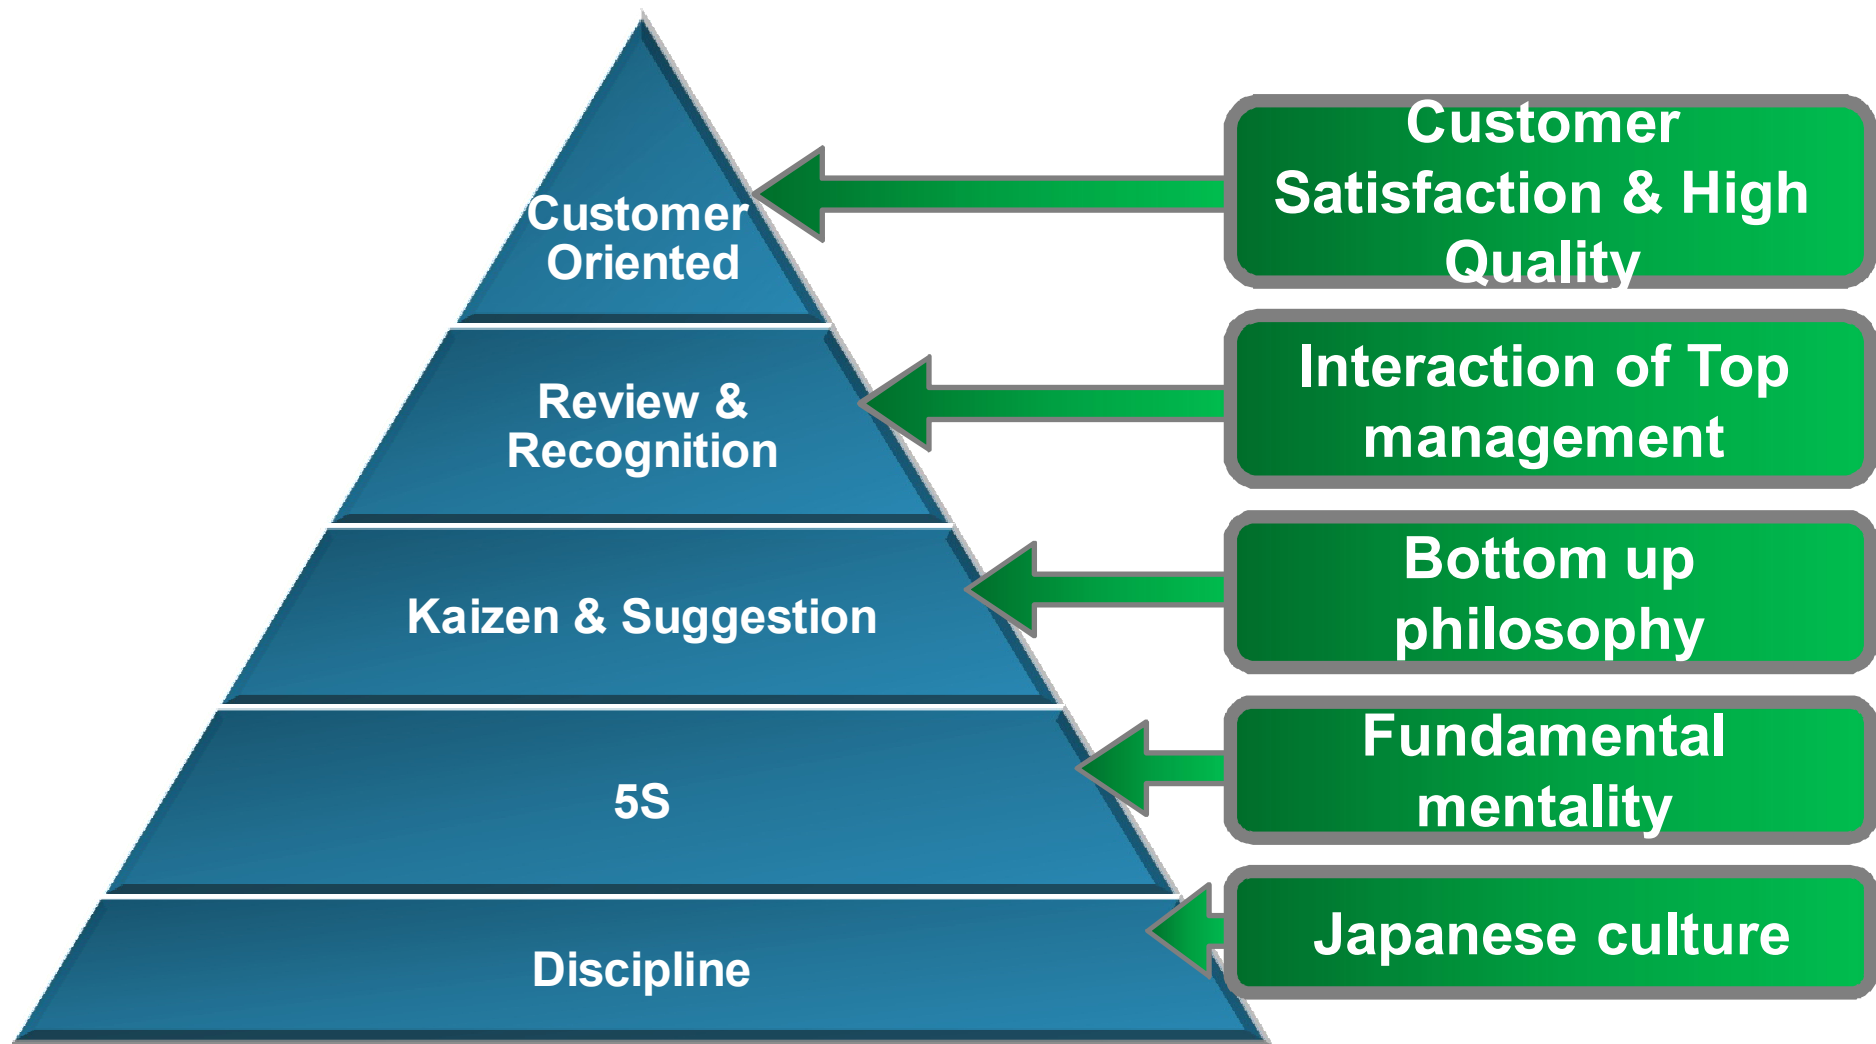 Customer
Oriented
Customer
Satisfaction & High
Quality
Review &
Recognition
Interaction of Top
management
Kaizen & Suggestion
Bottom up
philosophy
5S
Fundamental
mentality
Discipline
Japanese culture